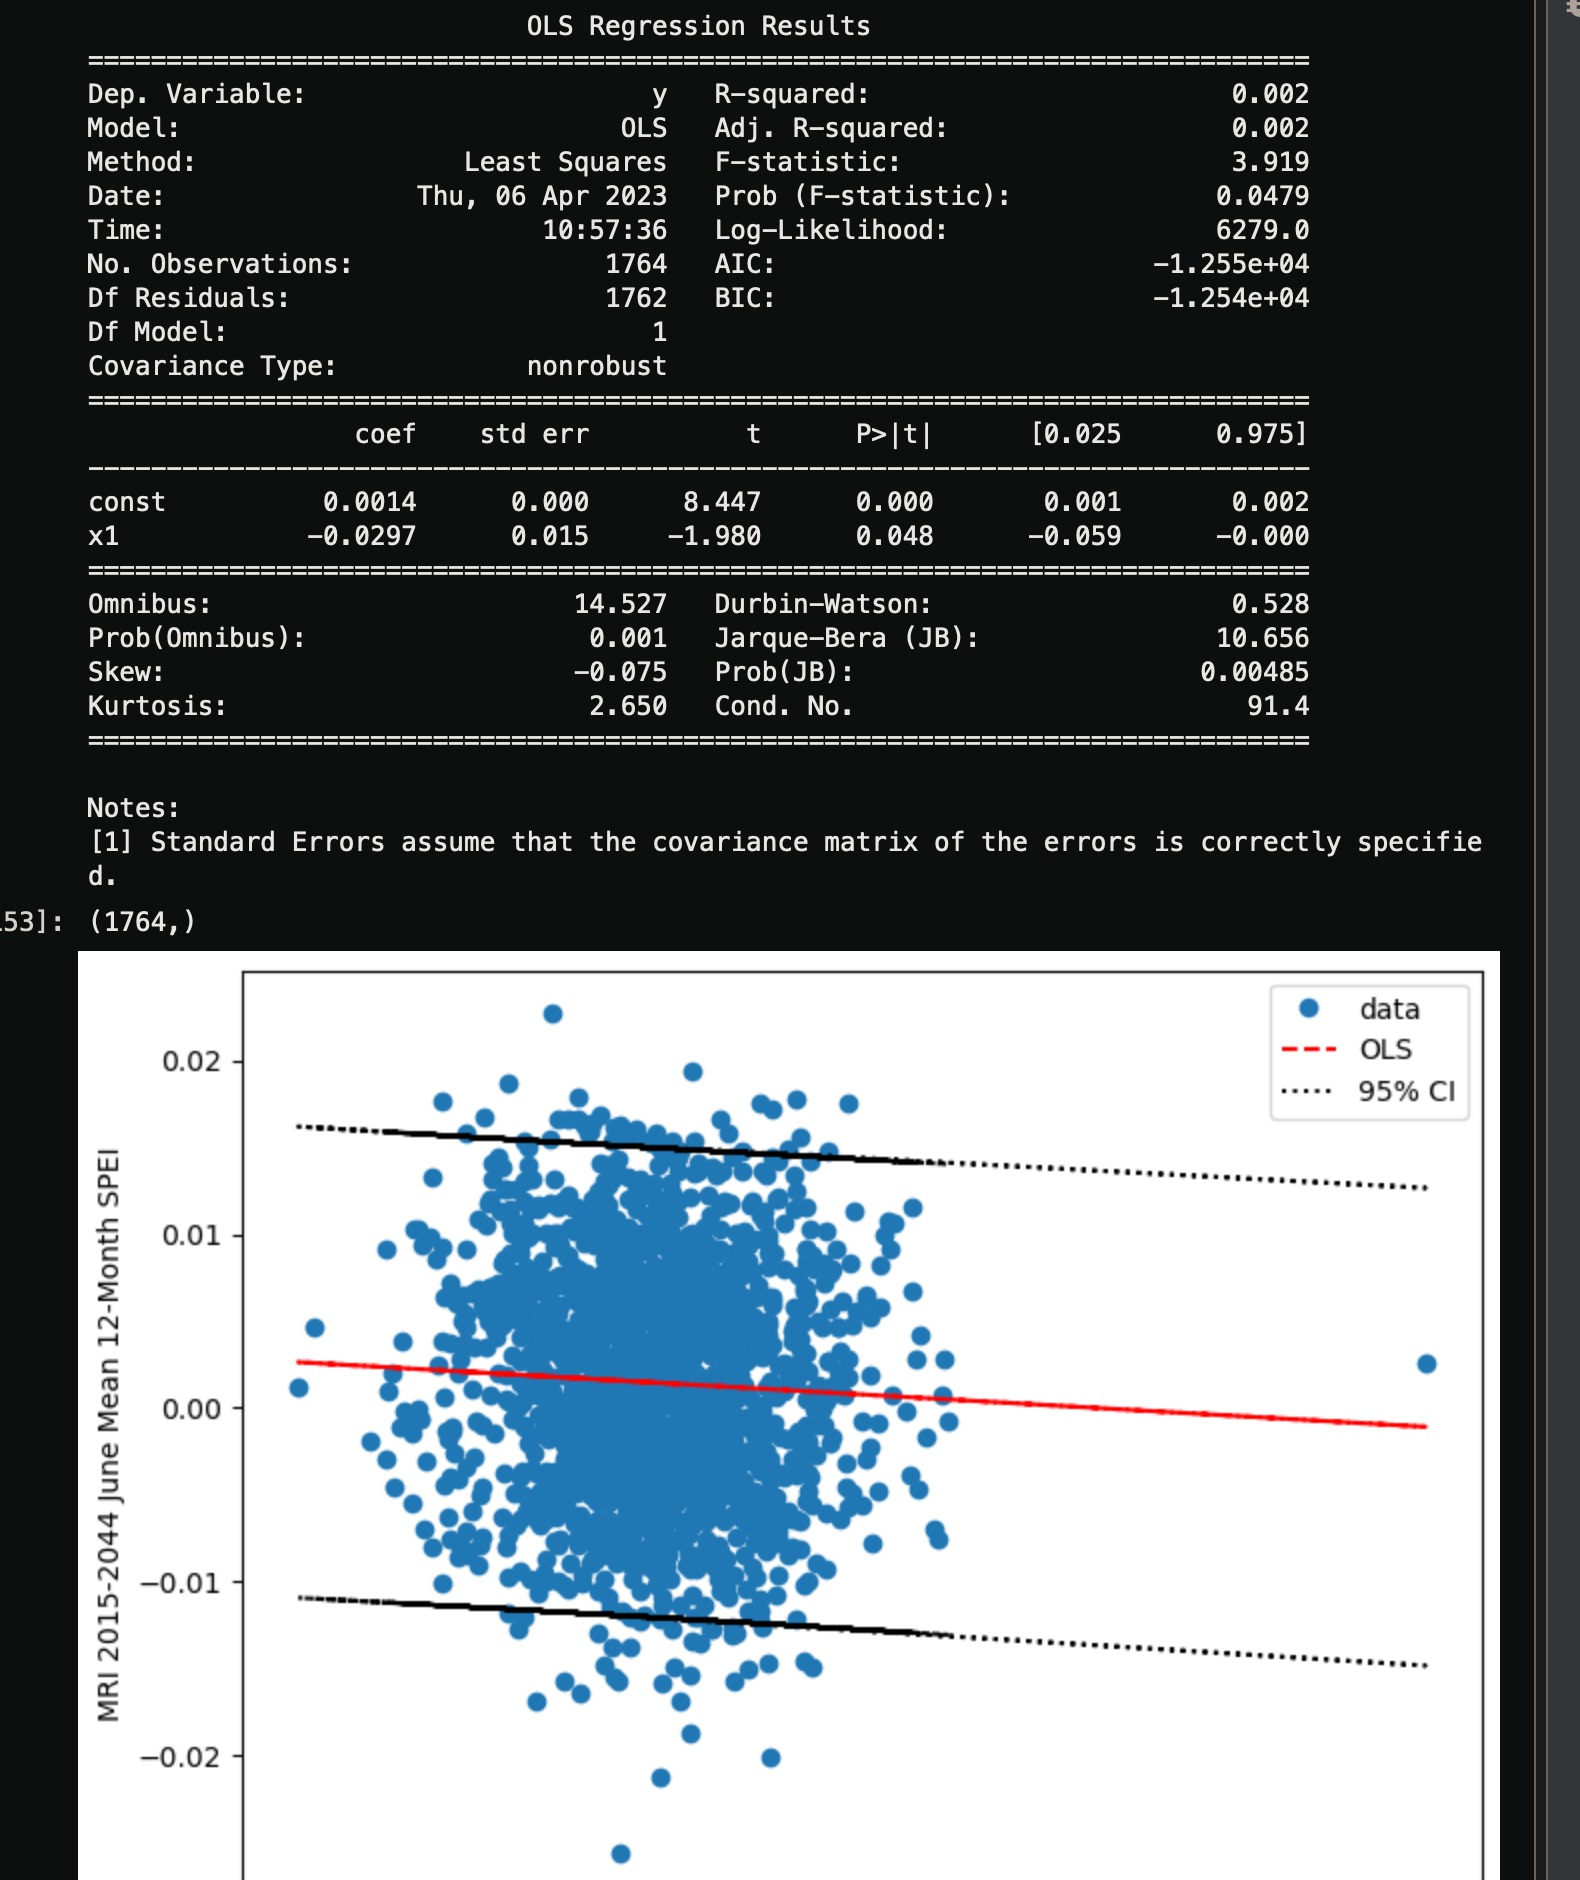 OLS Regression Results
==============================================================================
Dep. Variable: y R-squared: 0.002
Model: OLS Adj. R-squared: 0.002
Method: Least Squares F-statistic: 3.919
Date: Thu, 06 Apr 2023 Prob (F-statistic): 0.0479
Time: 10:57:36 Log-Likelihood: 6279.0
No. Observations: 1764 AIC: -1.255e+04
Df Residuals: 1762 BIC: -1.254e+04
Df Model: 1
Covariance Type: nonrobust
==============================================================================
coef std err t P>|t| [0.025 0.975]
------------------------------------------------------------------------------
const 0.0014 0.000 8.447 0.000 0.001 0.002
x1 -0.0297 0.015 -1.980 0.048 -0.059 -0.000
==============================================================================
Omnibus: 14.527 Durbin-Watson: 0.528
Prob(Omnibus): 0.001 Jarque-Bera (JB): 10.656
Skew: -0.075 Prob(JB): 0.00485
Kurtosis: 2.650 Cond. No. 91.4
==============================================================================
Notes:
[1] Standard Errors assume that the covariance matrix of the errors is correctly specifie
d.
53]: (1764,)
data
OLS
95% CI
0.02
0.01
0.00
−0.01
−0.02
MRI 2015-2044 June Mean 12-Month SPEI